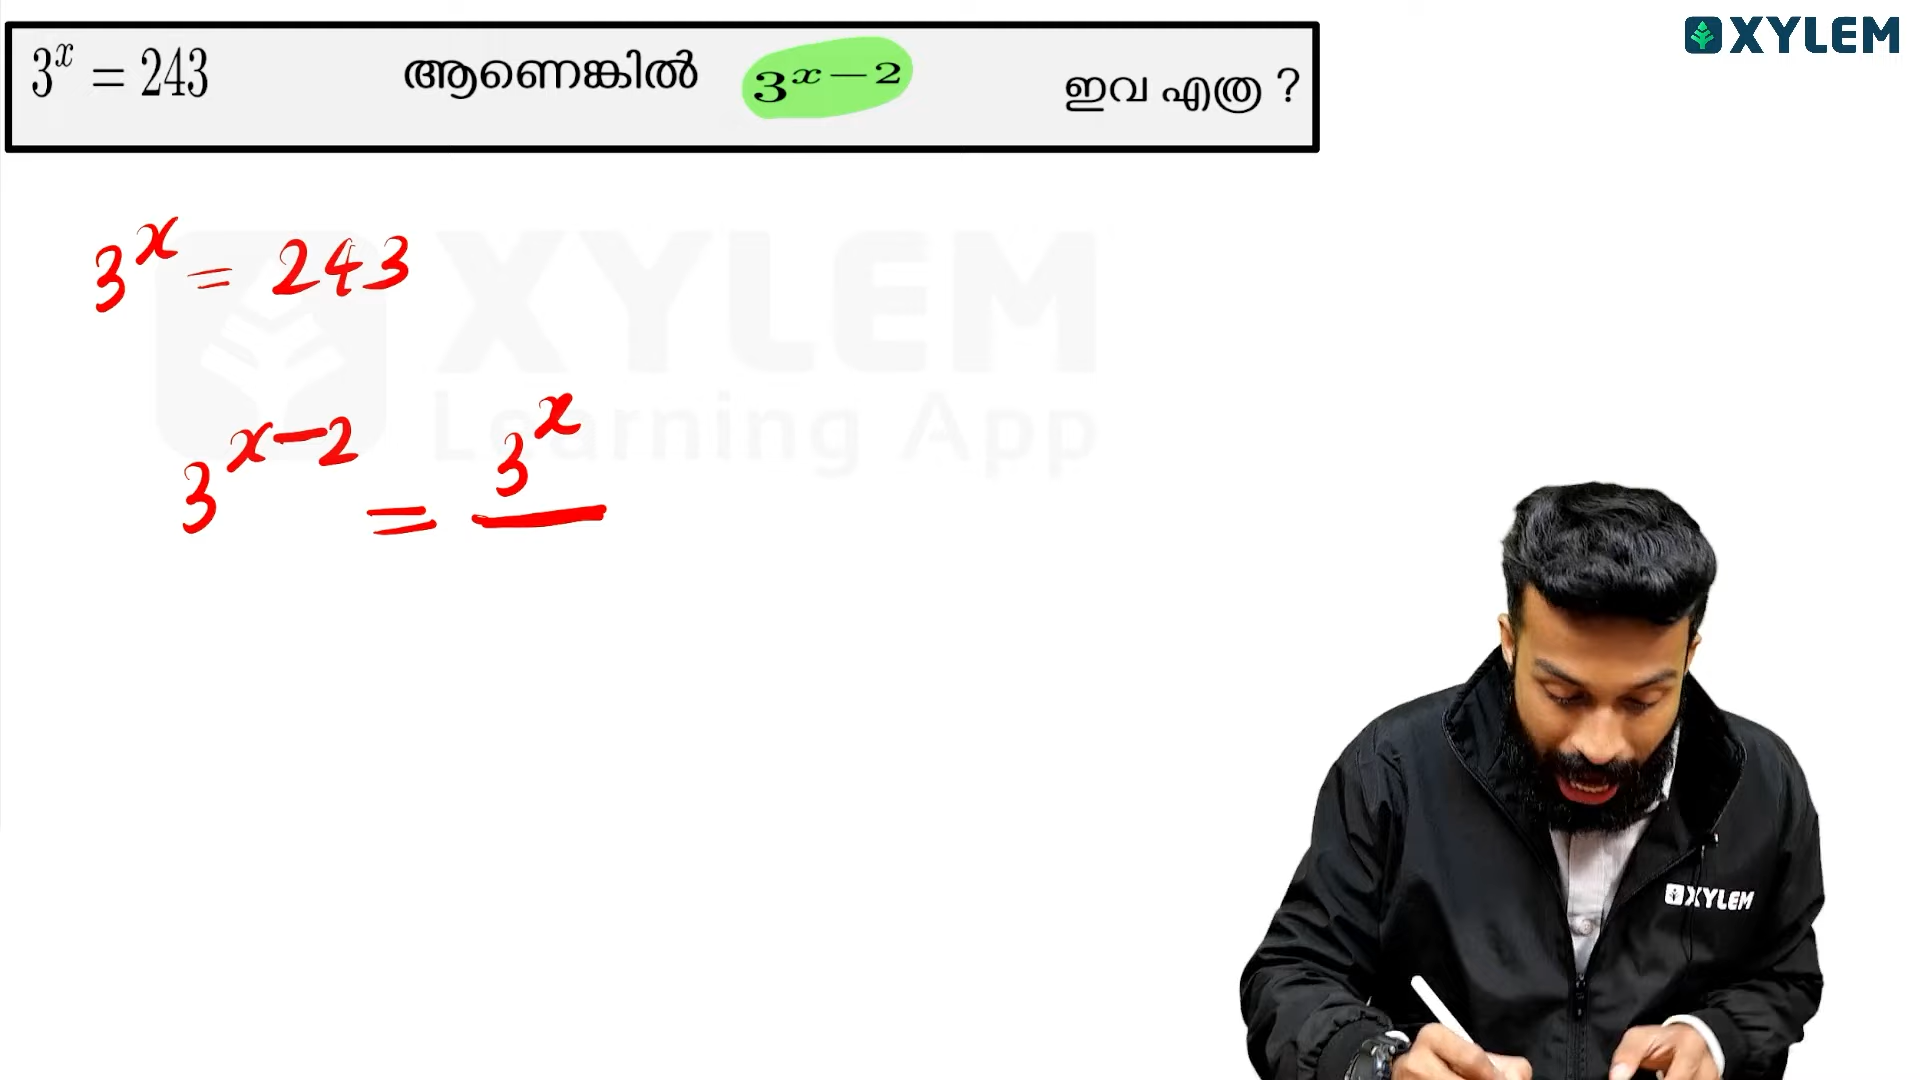 XYLEM
3^x = 243 ആണെങ്കിൽ 3^{x-2} ഇവ എത്ര ?
3^x = 243
XYLEM
Learning App
3^{x-2} = 3^x
XYLEM